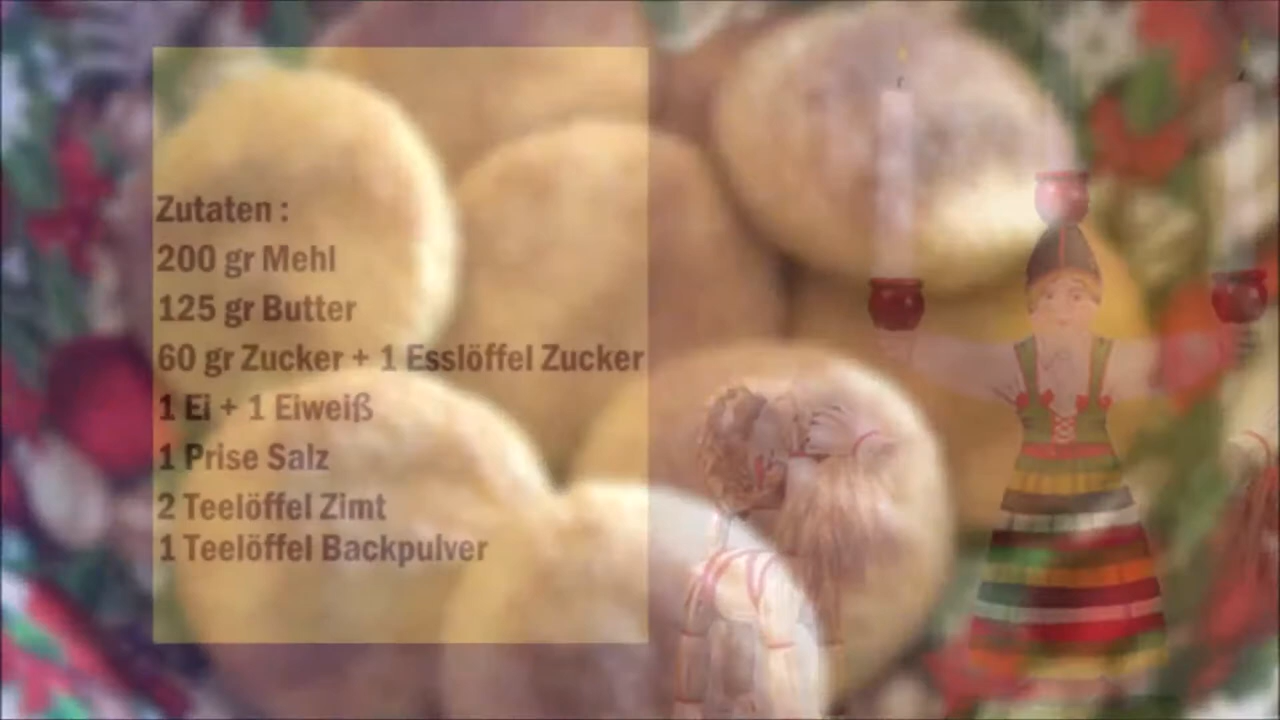 Zutaten :
200 gr Mehl
125 gr Butter
60 gr Zucker + 1 Esslöffel Zucker
1 Ei + 1 Eiweiß
1 Prise Salz
2 Teelöffel Zimt
1 Teelöffel Backpulver